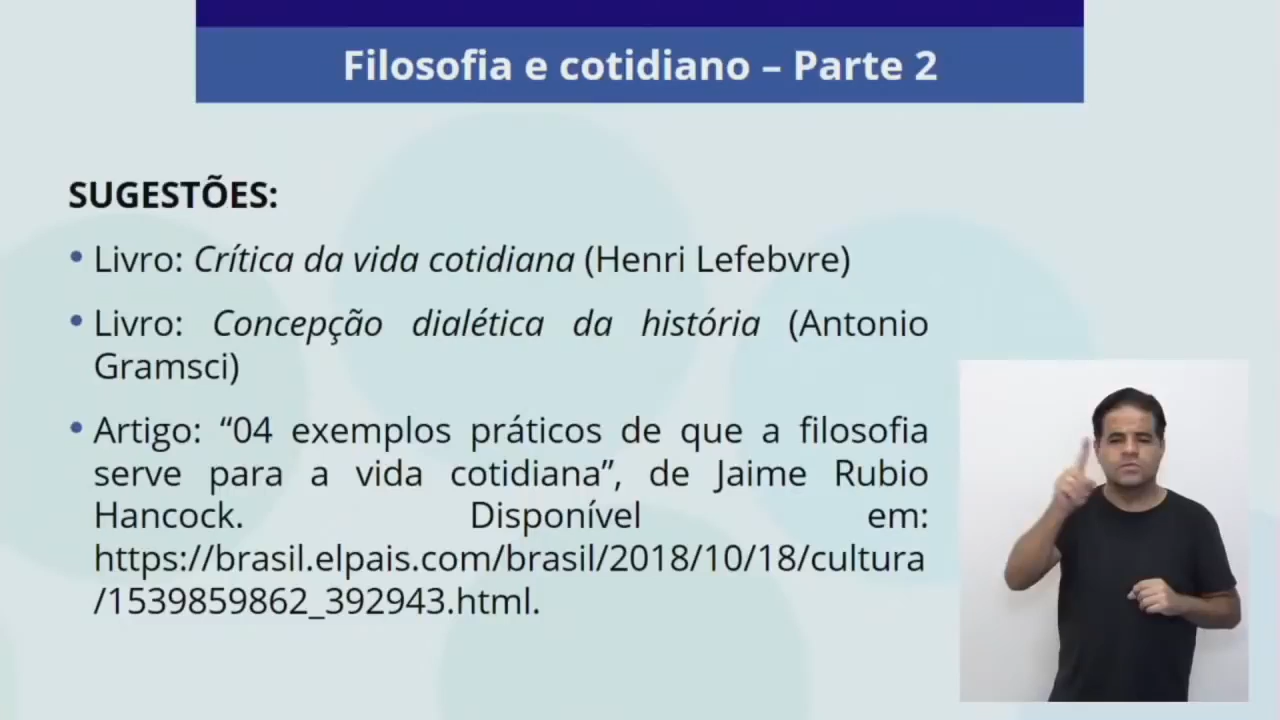 Filosofia e cotidiano – Parte 2
SUGESTÕES:
• Livro: Crítica da vida cotidiana (Henri Lefebvre)
• Livro: Concepção dialética da história (Antonio
Gramsci)
• Artigo: “04 exemplos práticos de que a filosofia
serve para a vida cotidiana”, de Jaime Rubio
Hancock. Disponível em:
https://brasil.elpais.com/brasil/2018/10/18/cultura
/1539859862_392943.html.